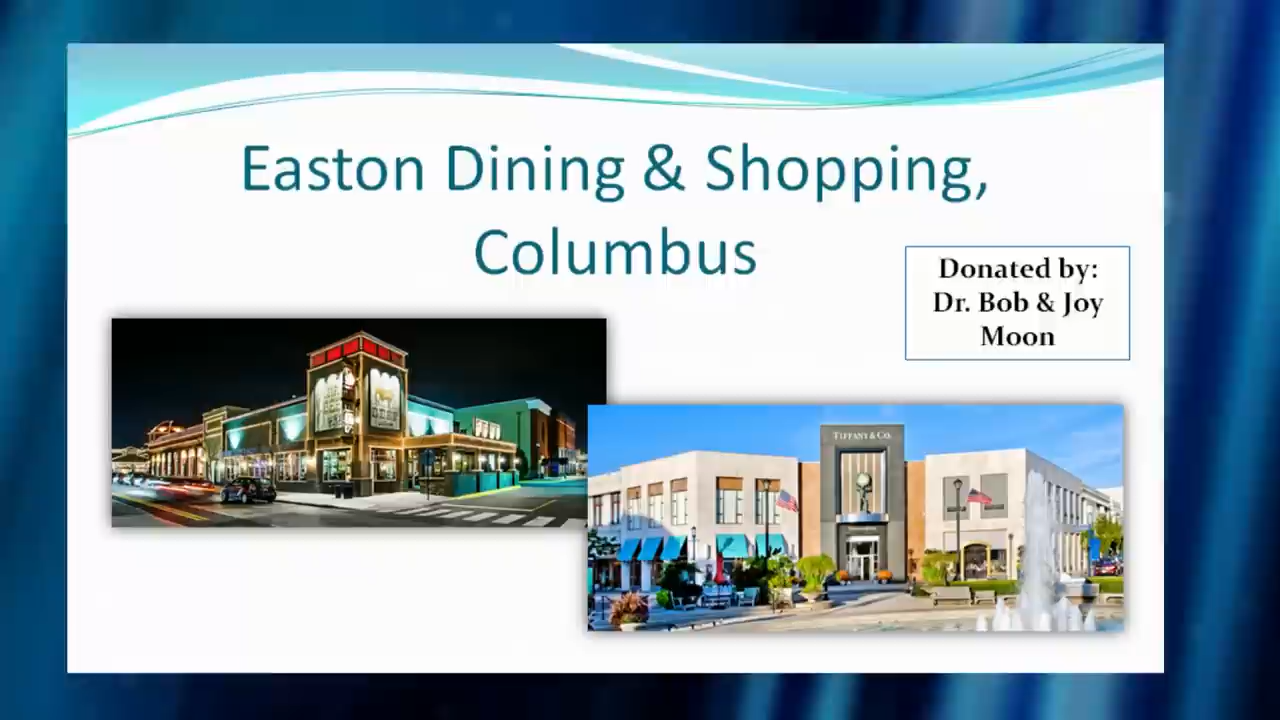 Easton Dining & Shopping,
Columbus
Donated by:
Dr. Bob & Joy
Moon
TIFFANY & CO.